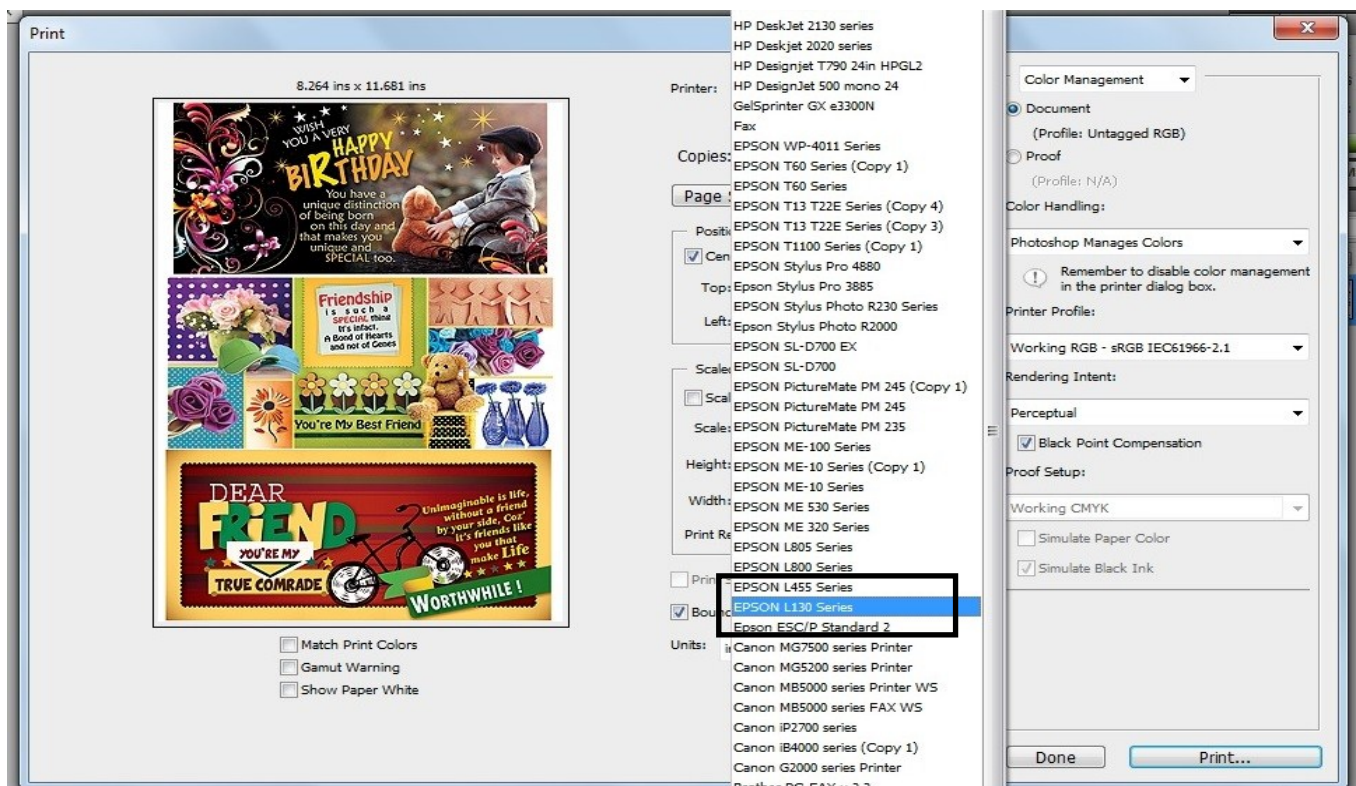 Print
8.264 ins x 11.681 ins
WISH
YOU A VERY
HAPPY
BIRTHDAY
You have a
unique distinction
of being born
on this day and
that makes you
unique and
SPECIAL too.
Friendship
is such a
SPECIAL thing
It's infact,
A Bond of Hearts
and not of Genes
You're My Best Friend
DEAR
FRiEND
YOU'RE MY
TRUE COMRADE
Unimaginable is life,
without a friend
by your side, Coz'
it's friends like
you that
make Life
WORTHWHILE !
Match Print Colors
Gamut Warning
Show Paper White
Printer:
Copies:
Page
Top:
Left:
Scale:
Height:
Width:
Units:
HP DeskJet 2130 series
HP Deskjet 2020 series
HP Designjet T790 24in HPGL2
HP DesignJet 500 mono 24
GelSprinter GX e3300N
Fax
EPSON WP-4011 Series
EPSON T60 Series (Copy 1)
EPSON T60 Series
EPSON T13 T22E Series (Copy 4)
EPSON T13 T22E Series (Copy 3)
EPSON T1100 Series (Copy 1)
EPSON Stylus Pro 4880
Epson Stylus Pro 3885
EPSON Stylus Photo R230 Series
Epson Stylus Photo R2000
EPSON SL-D700 EX
EPSON SL-D700
EPSON PictureMate PM 245 (Copy 1)
EPSON PictureMate PM 245
EPSON PictureMate PM 235
EPSON ME-100 Series
EPSON ME-10 Series (Copy 1)
EPSON ME-10 Series
EPSON ME 530 Series
EPSON ME 320 Series
EPSON L805 Series
EPSON L800 Series
EPSON L455 Series
EPSON L130 Series
Epson ESC/P Standard 2
Canon MG7500 series Printer
Canon MG5200 series Printer
Canon MB5000 series Printer WS
Canon MB5000 series FAX WS
Canon iP2700 series
Canon iB4000 series (Copy 1)
Canon G2000 series Printer
Color Management
Document
(Profile: Untagged RGB)
Proof
(Profile: N/A)
Color Handling:
Photoshop Manages Colors
Remember to disable color management
in the printer dialog box.
Printer Profile:
Working RGB - sRGB IEC61966-2.1
Rendering Intent:
Perceptual
Black Point Compensation
Proof Setup:
Working CMYK
Simulate Paper Color
Simulate Black Ink
Done
Print...